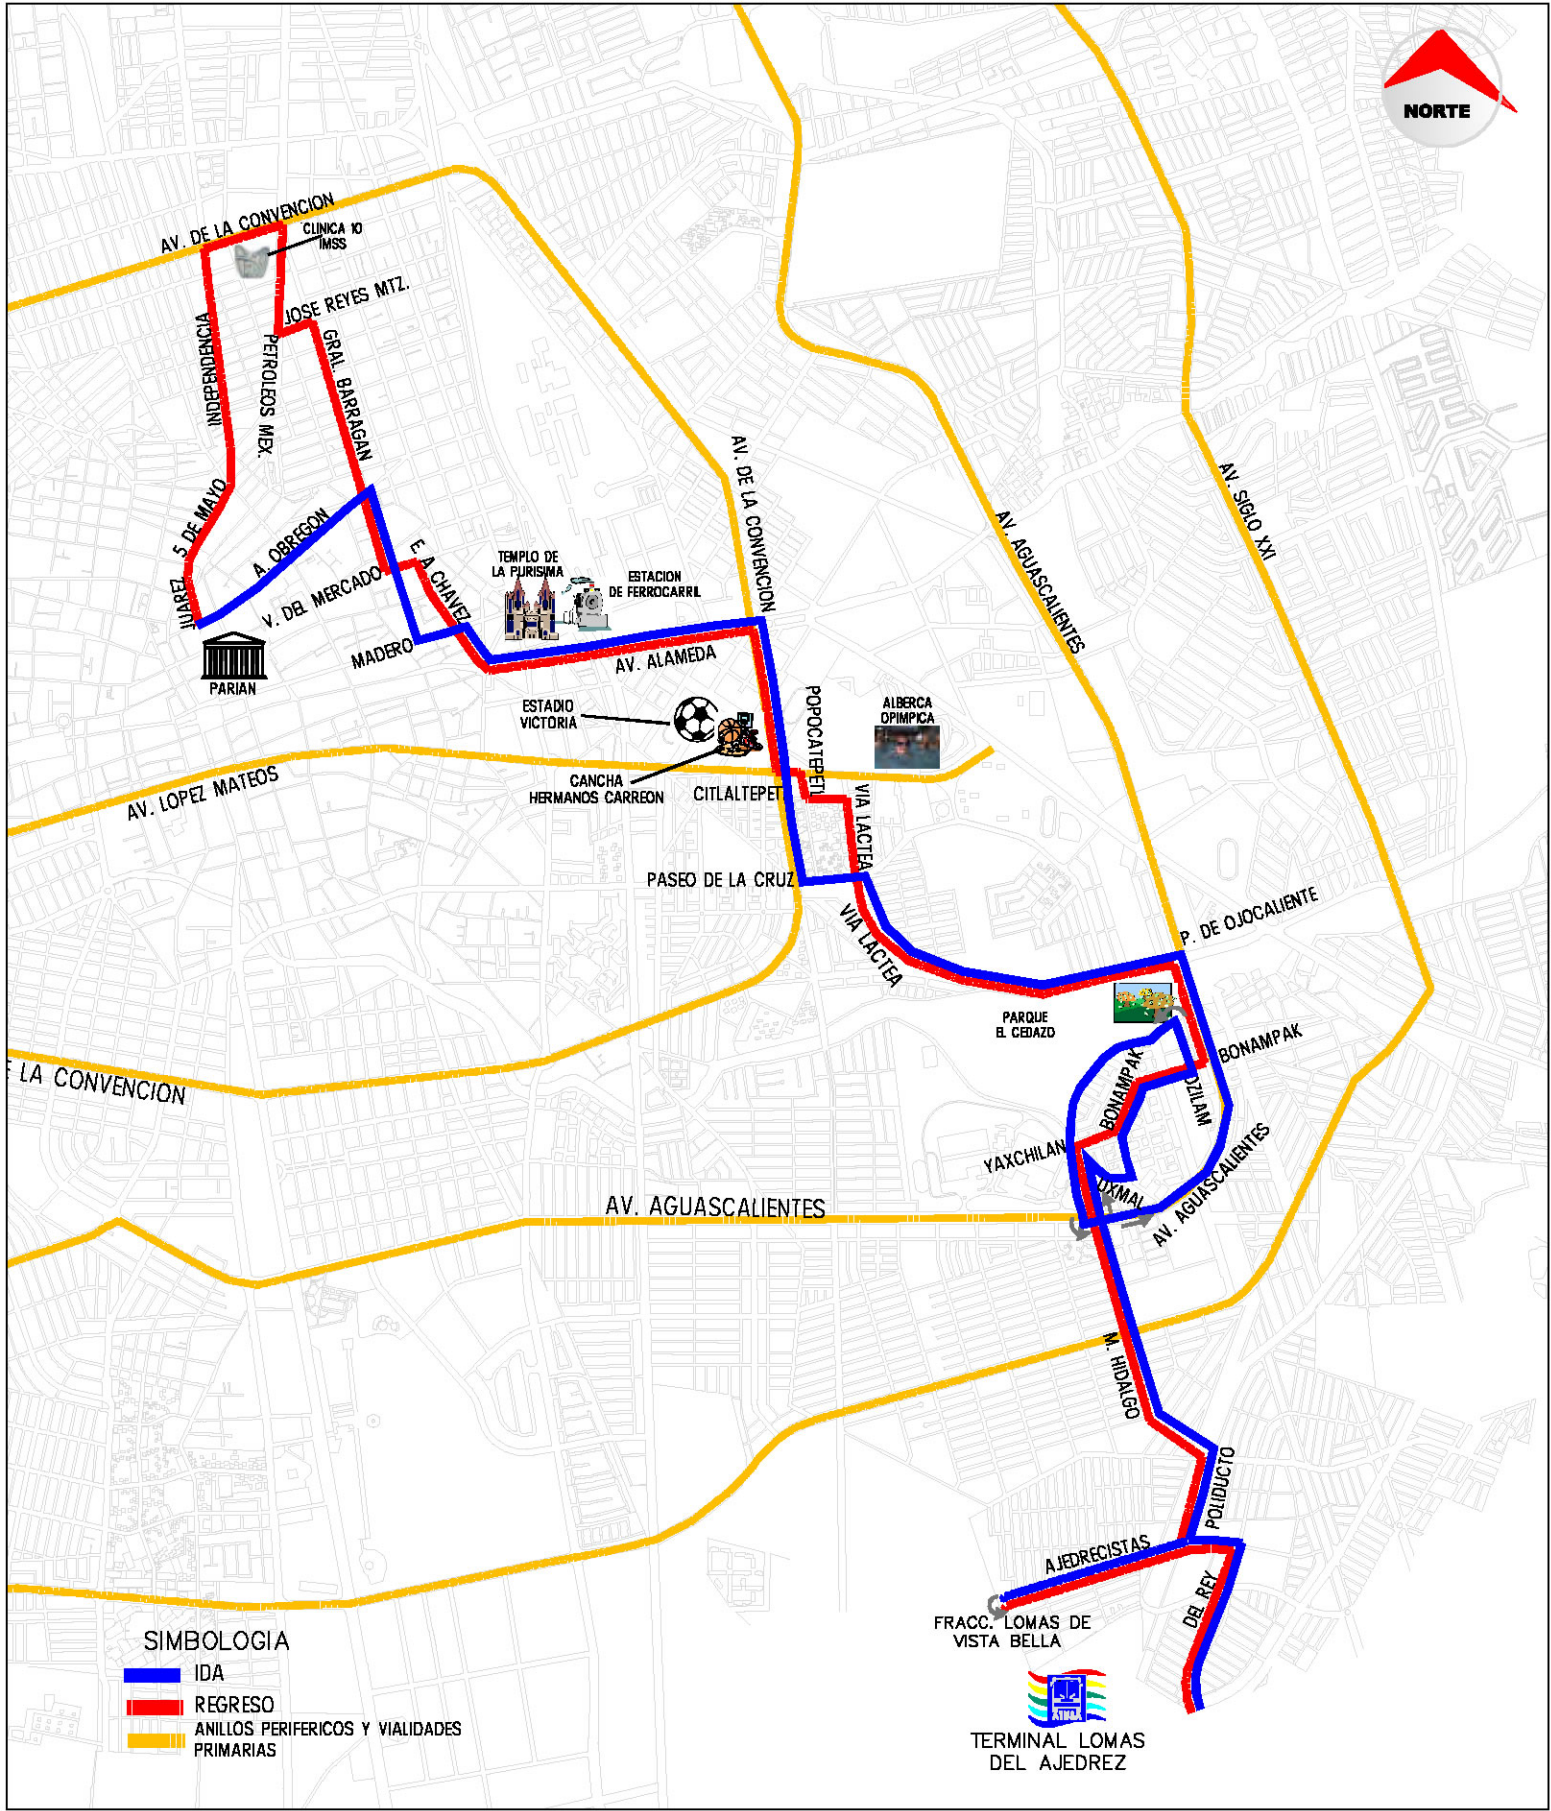 NORTE
AV. DE LA CONVENCION
CLINICA 10
IMSS
JOSE REYES MTZ.
INDEPENDENCIA
PETROLEOS MEX.
GRAL. BARRAGAN
AV. DE LA CONVENCION
AV. SIGLO XXI
5 DE MAYO
A. OBREGON
AV. AGUASCALIENTES
JUAREZ
V. DEL MERCADO
E. A. CHAVEZ
TEMPLO DE
LA PURISIMA
ESTACION
DE FERROCARRIL
MADERO
PARIAN
AV. ALAMEDA
ESTADIO
VICTORIA
POPOCATEPETL
ALBERCA
OPIMPICA
AV. LOPEZ MATEOS
CANCHA
HERMANOS CARREON
CITLALTEPET
VIA LACTEA
PASEO DE LA CRUZ
VIA LACTEA
P. DE OJOCALIENTE
PARQUE
EL CEDAZO
BONAMPAK
E LA CONVENCION
BONAMPAK
DZILAM
YAXCHILAN
UXMAL
AV. AGUASCALIENTES
AV. AGUASCALIENTES
M. HIDALGO
POLIDUCTO
AJEDRECISTAS
DEL REY
FRACC. LOMAS DE
VISTA BELLA
TERMINAL LOMAS
DEL AJEDREZ
SIMBOLOGIA
IDA
REGRESO
ANILLOS PERIFERICOS Y VIALIDADES
PRIMARIAS